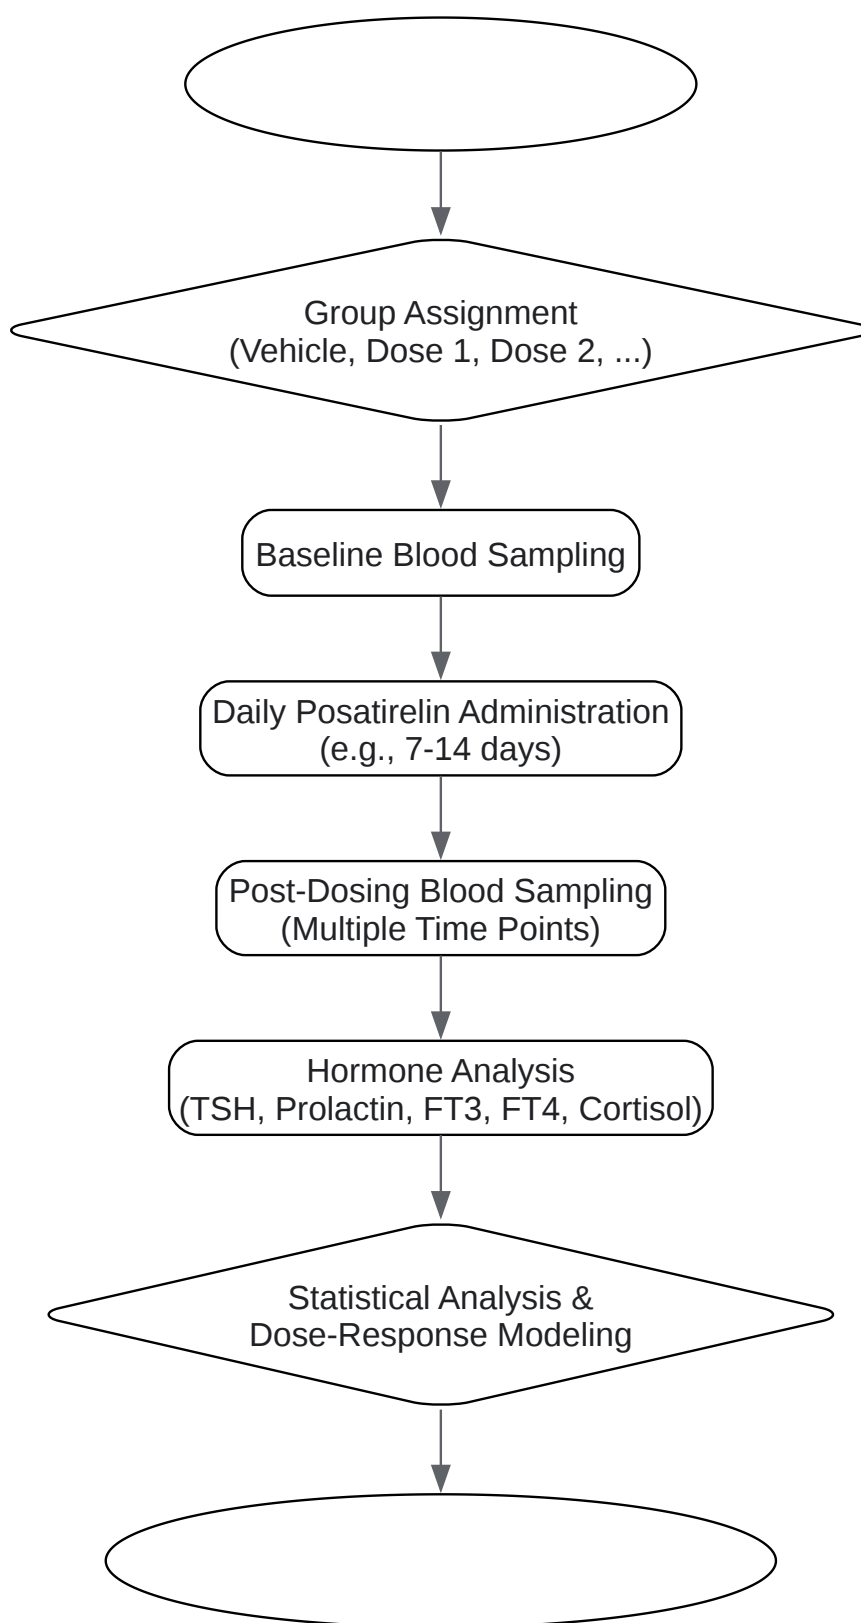 Group Assignment
(Vehicle, Dose 1, Dose 2, ...)
Baseline Blood Sampling
Daily Posatirelin Administration
(e.g., 7-14 days)
Post-Dosing Blood Sampling
(Multiple Time Points)
Hormone Analysis
(TSH, Prolactin, FT3, FT4, Cortisol)
Statistical Analysis &
Dose-Response Modeling